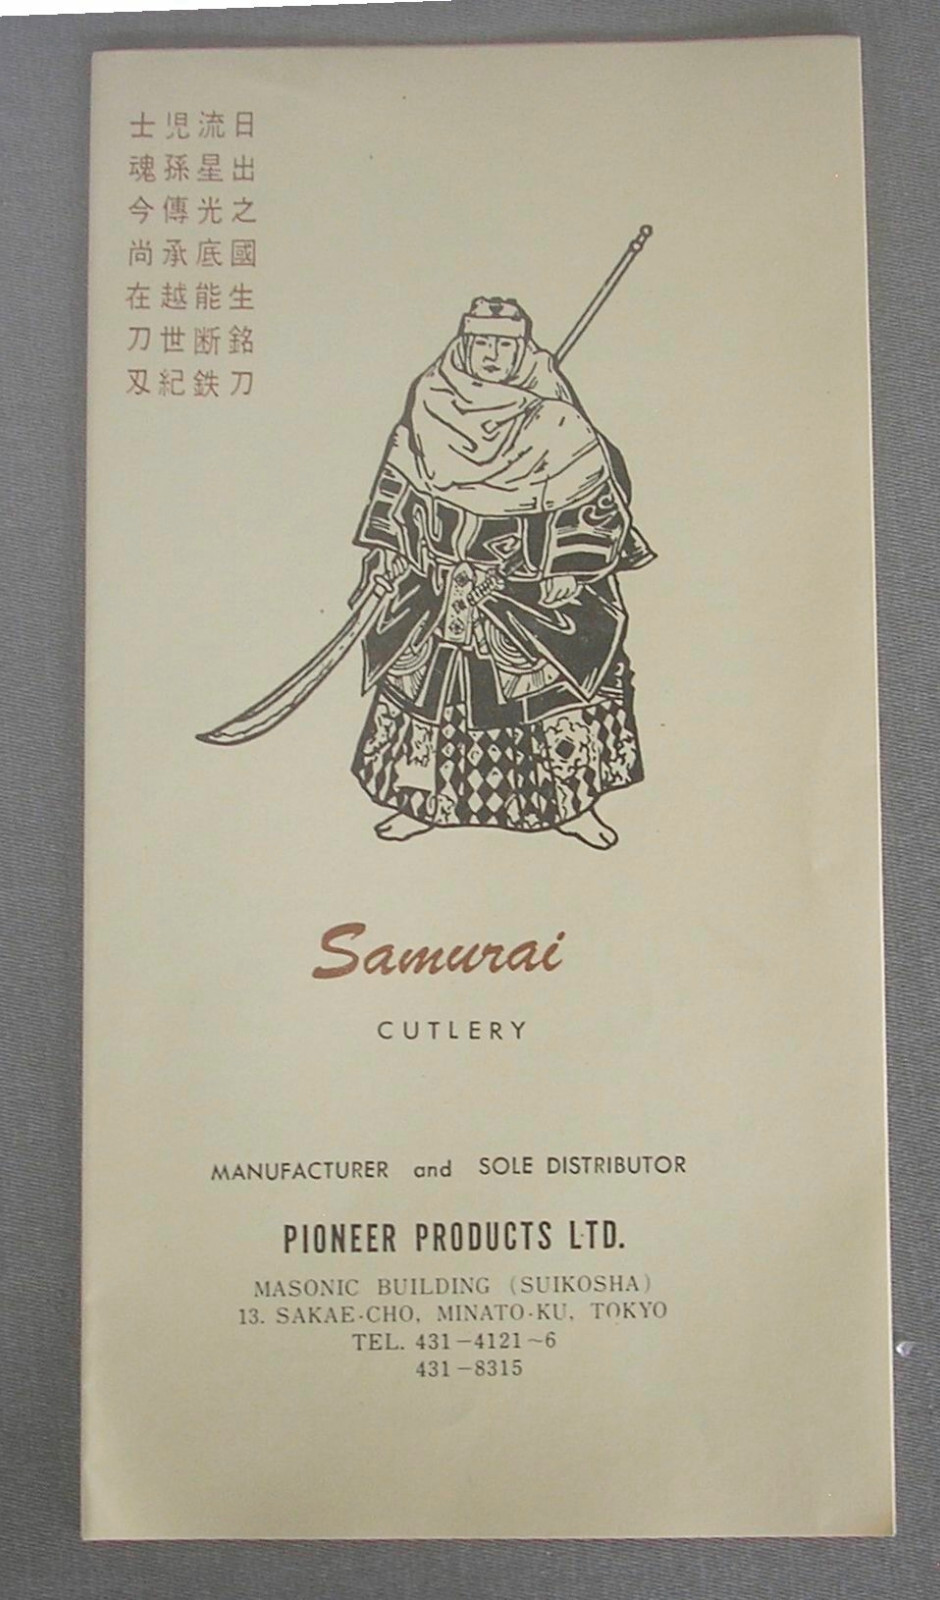 日出之國生銘刀
流星光底能断鉄
児孫傳承越世紀
士魂今尚在刀刄
Samurai
CUTLERY
MANUFACTURER and SOLE DISTRIBUTOR
PIONEER PRODUCTS LTD.
MASONIC BUILDING (SUIKOSHA)
13. SAKAE-CHO, MINATO-KU, TOKYO
TEL. 431-4121~6
431-8315